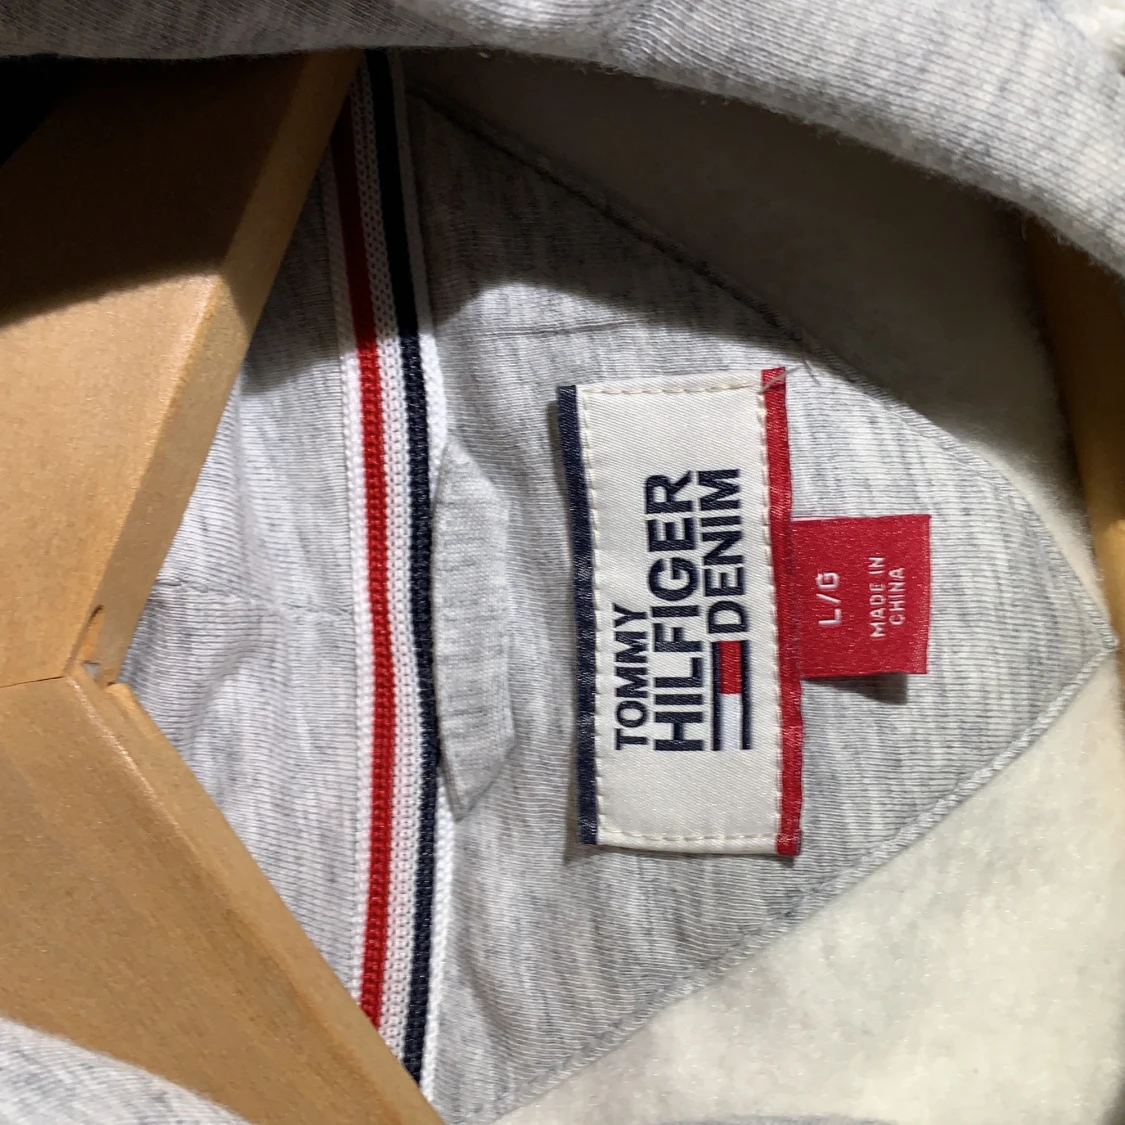 TOMMY
HILFIGER
DENIM
L/G
MADE IN
CHINA